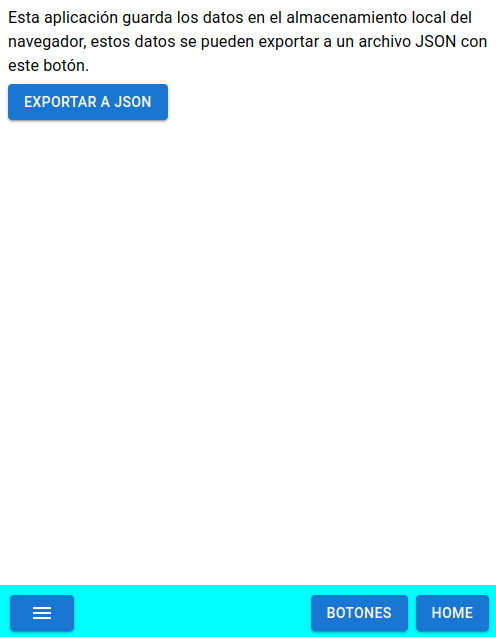 Esta aplicación guarda los datos en el almacenamiento local del
navegador, estos datos se pueden exportar a un archivo JSON con
este botón.
EXPORTAR A JSON
BOTONES
HOME